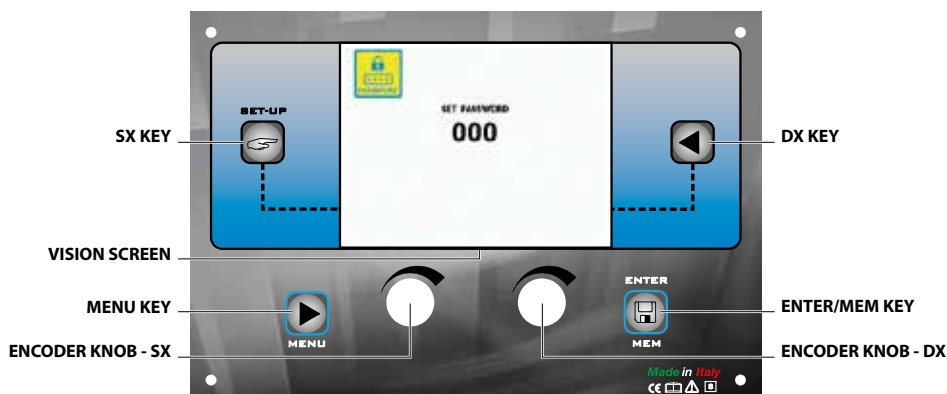 SET-UP
SX KEY
DX KEY
SET PASSWORD
000
VISION SCREEN
ENTER
MENU KEY
ENTER/MEM KEY
MENU
MEM
ENCODER KNOB - SX
ENCODER KNOB - DX
Made in Italy
CE